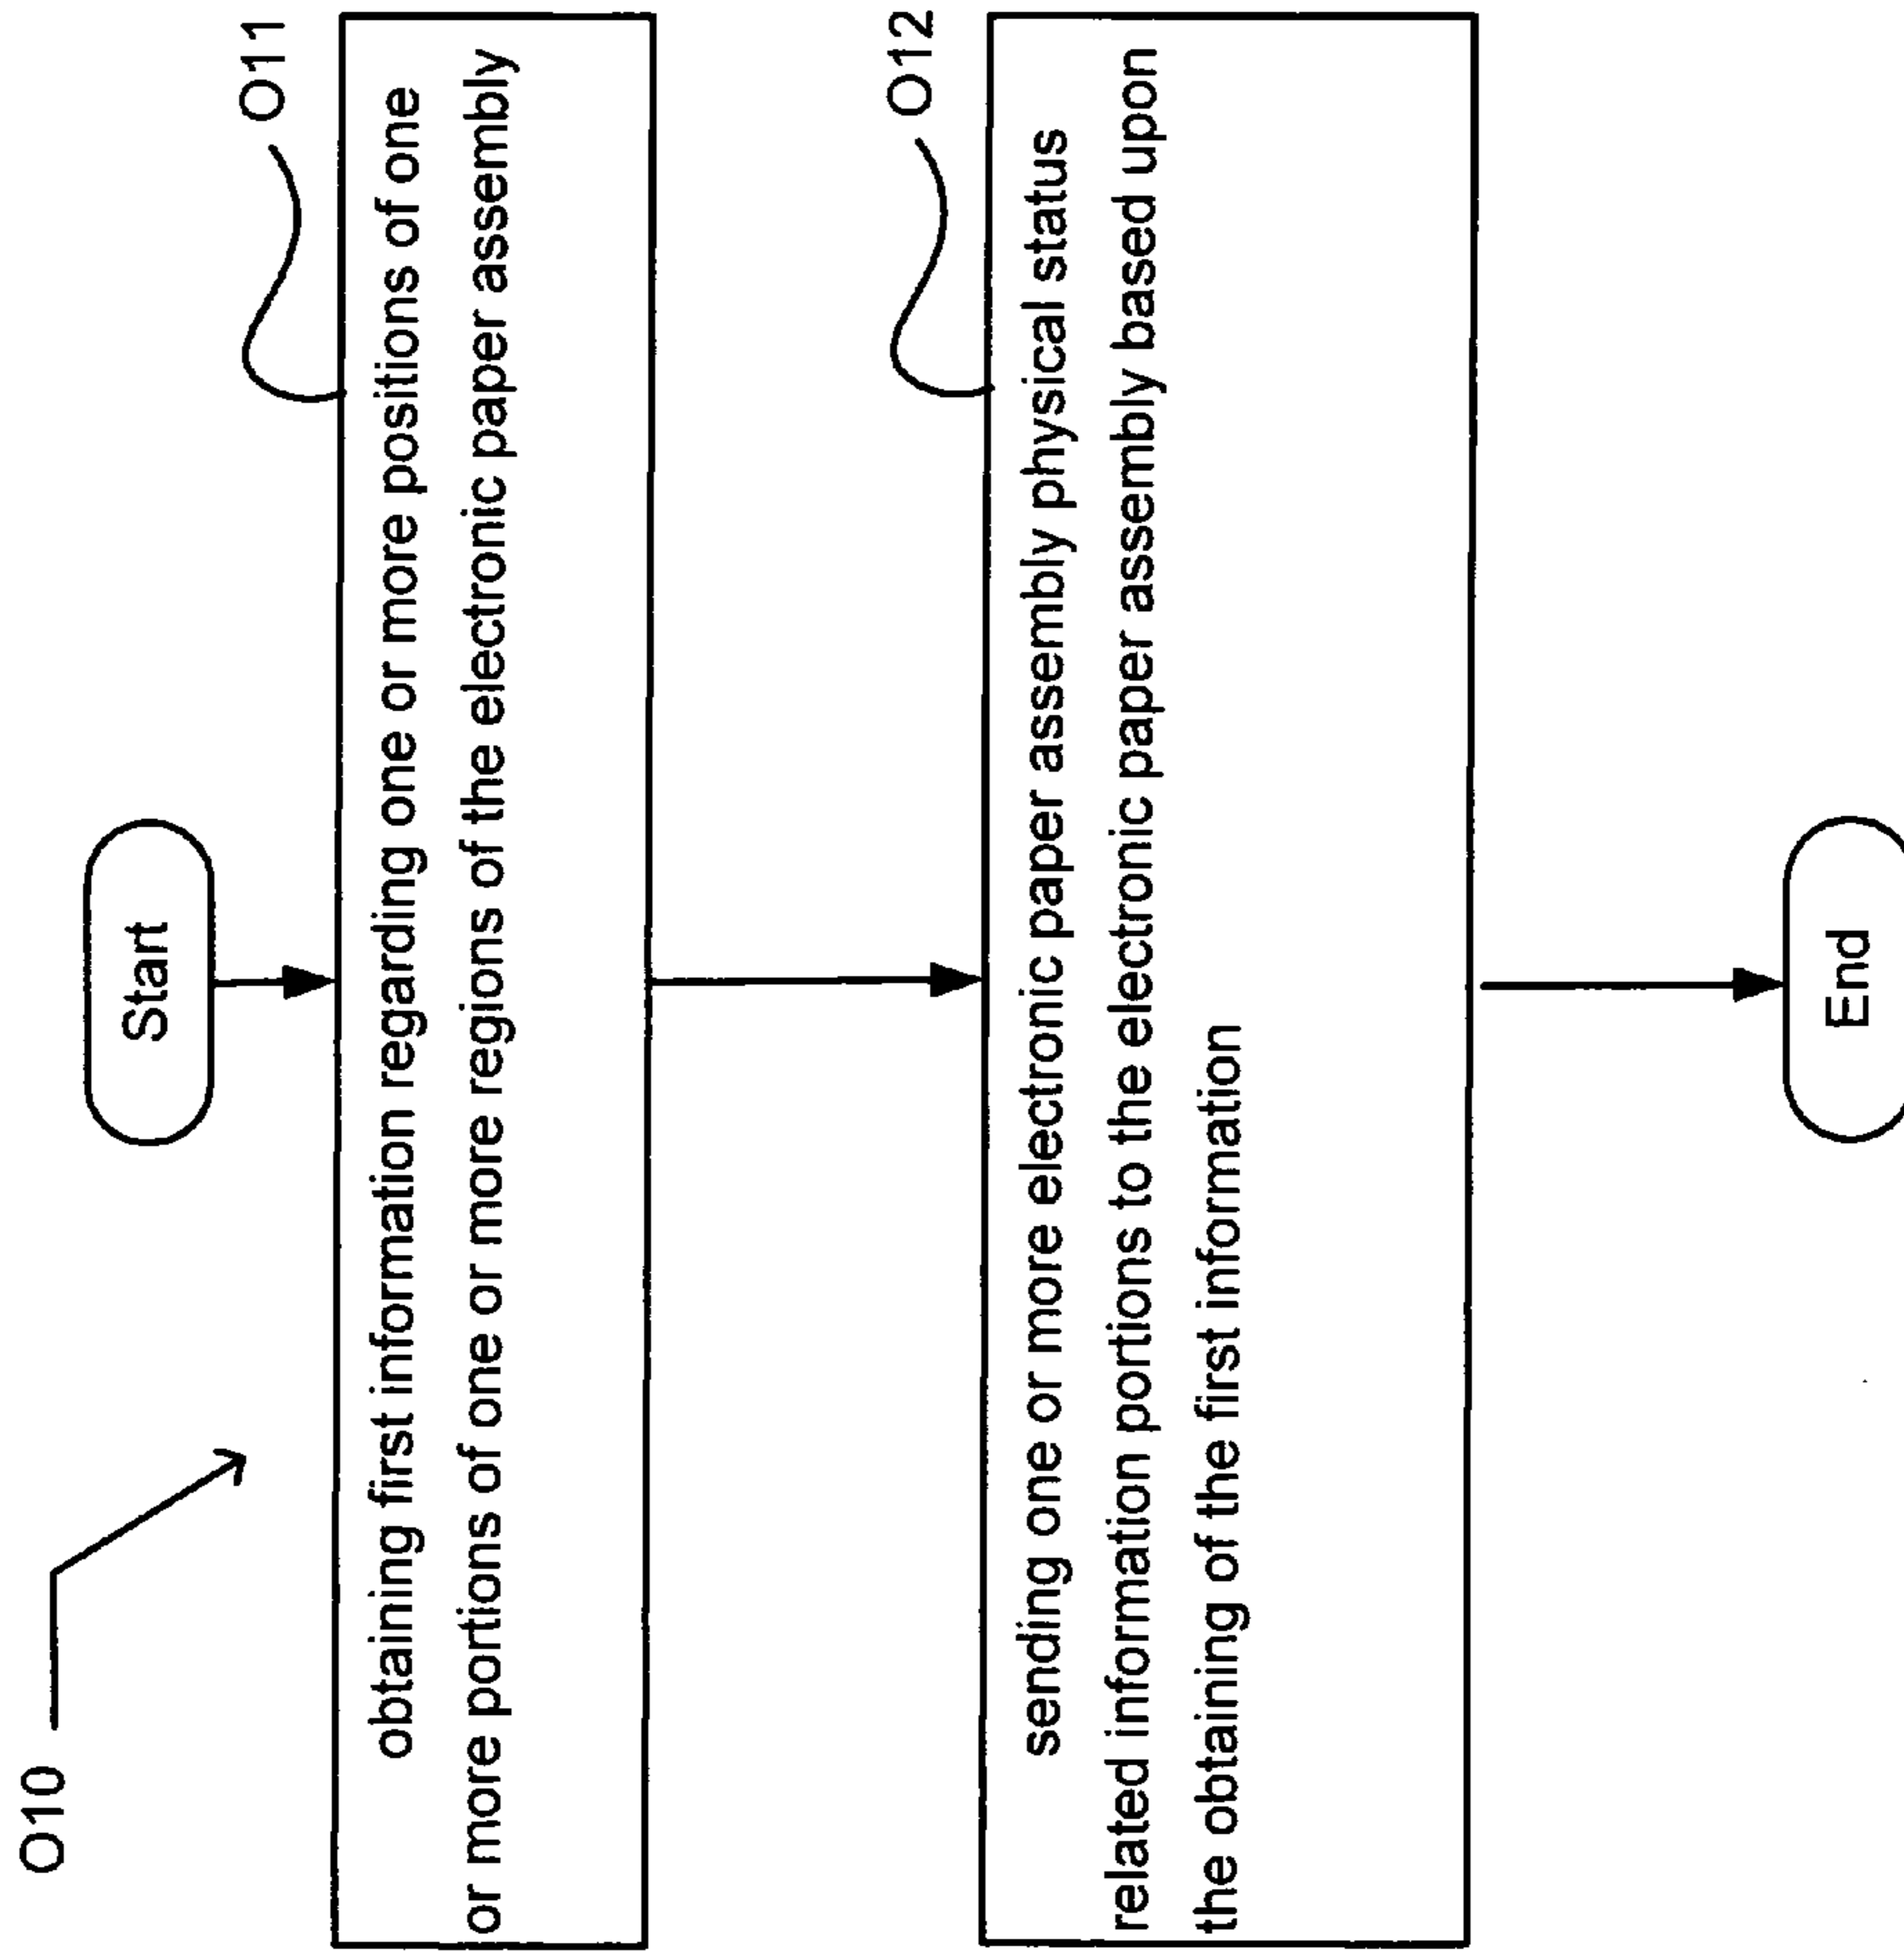 O10
Start
O11
obtaining first information regarding one or more positions of one
or more portions of one or more regions of the electronic paper assembly
O12
sending one or more electronic paper assembly physical status
related information portions to the electronic paper assembly based upon
the obtaining of the first information
End